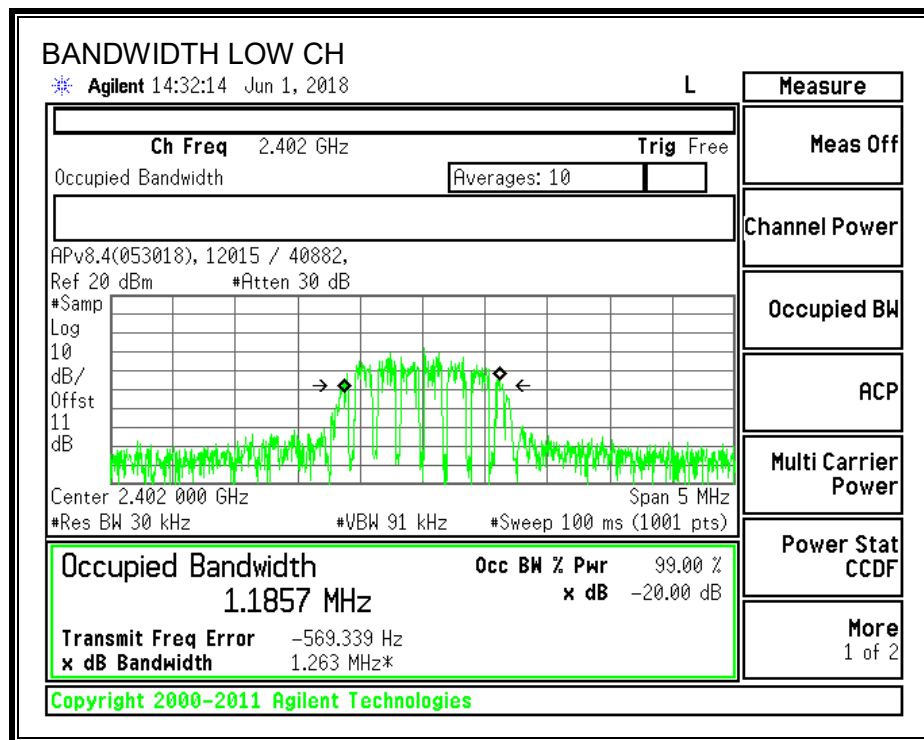 BANDWIDTH LOW CH
Agilent 14:32:14 Jun 1, 2018 L Measure
Ch Freq 2.402 GHz Trig Free
Meas Off
Occupied Bandwidth Averages: 10
Channel Power
APv8.4(053018), 12015 / 40882,
Ref 20 dBm #Atten 30 dB
#Samp
Log
10
dB/
Offst
11
dB
Occupied BW
ACP
Multi Carrier
Power
Center 2.402 000 GHz Span 5 MHz
#Res BW 30 kHz #VBW 91 kHz #Sweep 100 ms (1001 pts)
Power Stat
CCDF
Occupied Bandwidth Occ BW % Pwr 99.00 %
1.1857 MHz x dB -20.00 dB
Transmit Freq Error -569.339 Hz
x dB Bandwidth 1.263 MHz*
More
1 of 2
Copyright 2000-2011 Agilent Technologies